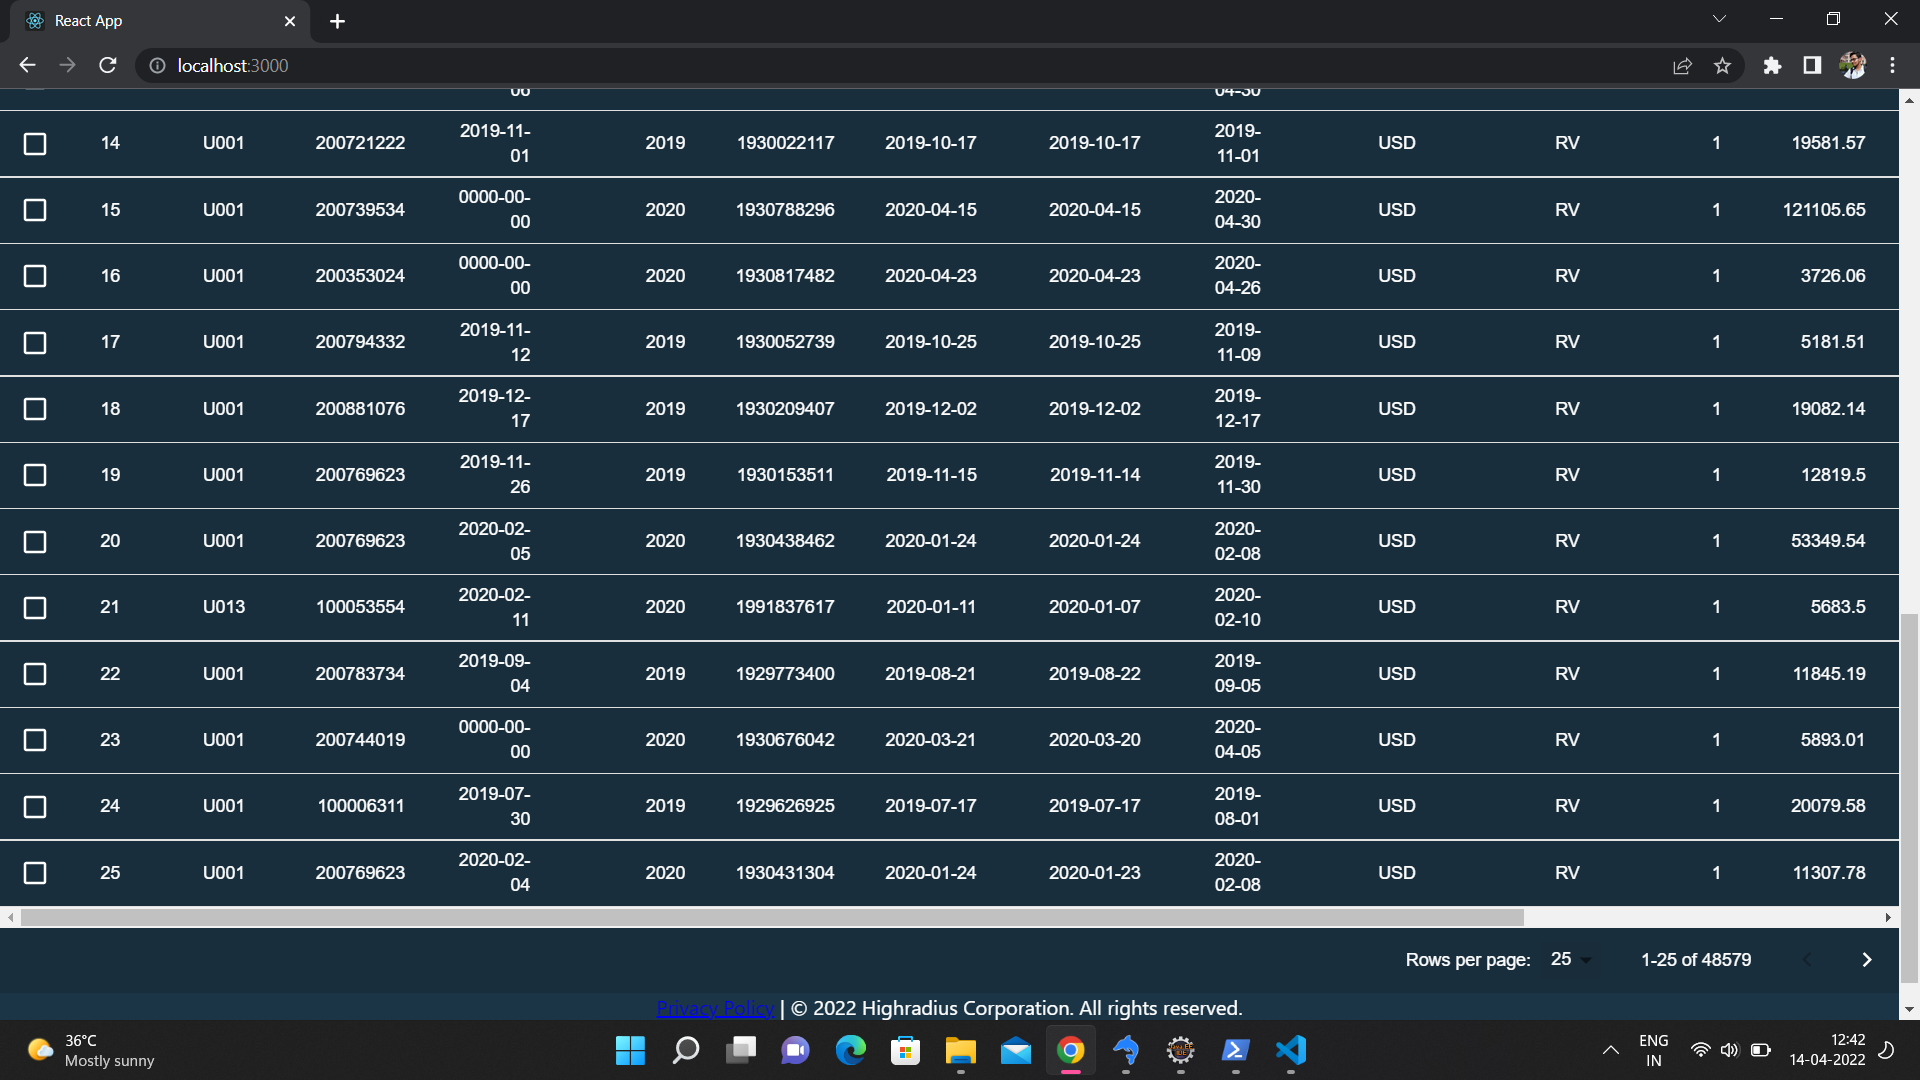 React App
localhost:3000
06 04-30
14 U001 200721222 2019-11-01 2019 1930022117 2019-10-17 2019-10-17 2019-11-01 USD RV 1 19581.57
15 U001 200739534 0000-00-00 2020 1930788296 2020-04-15 2020-04-15 2020-04-30 USD RV 1 121105.65
16 U001 200353024 0000-00-00 2020 1930817482 2020-04-23 2020-04-23 2020-04-26 USD RV 1 3726.06
17 U001 200794332 2019-11-12 2019 1930052739 2019-10-25 2019-10-25 2019-11-09 USD RV 1 5181.51
18 U001 200881076 2019-12-17 2019 1930209407 2019-12-02 2019-12-02 2019-12-17 USD RV 1 19082.14
19 U001 200769623 2019-11-26 2019 1930153511 2019-11-15 2019-11-14 2019-11-30 USD RV 1 12819.5
20 U001 200769623 2020-02-05 2020 1930438462 2020-01-24 2020-01-24 2020-02-08 USD RV 1 53349.54
21 U013 100053554 2020-02-11 2020 1991837617 2020-01-11 2020-01-07 2020-02-10 USD RV 1 5683.5
22 U001 200783734 2019-09-04 2019 1929773400 2019-08-21 2019-08-22 2019-09-05 USD RV 1 11845.19
23 U001 200744019 0000-00-00 2020 1930676042 2020-03-21 2020-03-20 2020-04-05 USD RV 1 5893.01
24 U001 100006311 2019-07-30 2019 1929626925 2019-07-17 2019-07-17 2019-08-01 USD RV 1 20079.58
25 U001 200769623 2020-02-04 2020 1930431304 2020-01-24 2020-01-23 2020-02-08 USD RV 1 11307.78
Rows per page: 25 1-25 of 48579
Privacy Policy | © 2022 Highradius Corporation. All rights reserved.
36°C
Mostly sunny
ENG
IN
12:42
14-04-2022